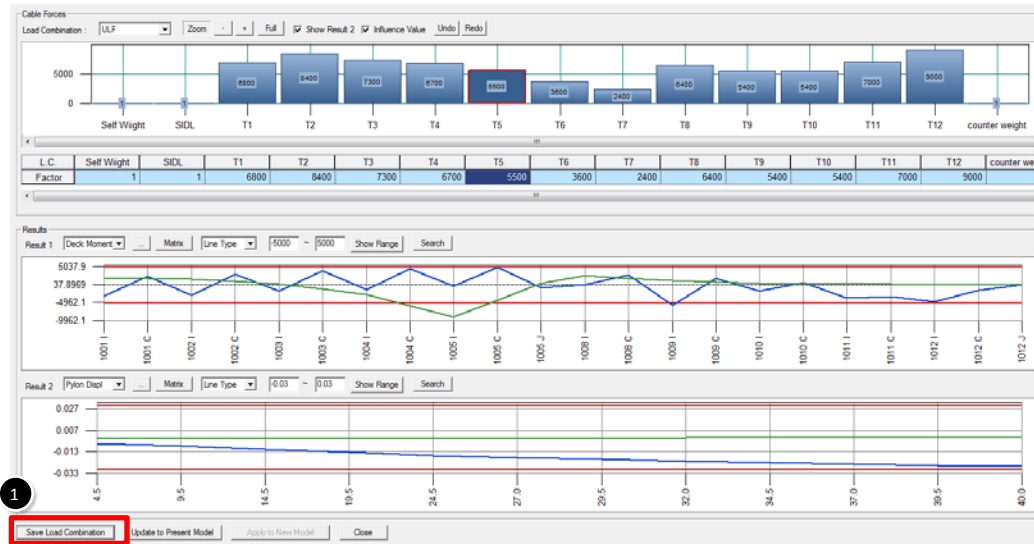 Cable Forces
Load Combination : ULF Zoom - + Full Show Result 2 Influence Value Undo Redo
5000
0
1 1 6800 8400 7300 6700 5500 3600 2400 6400 5400 5400 7000 9000 1
Self Wiight SIDL T1 T2 T3 T4 T5 T6 T7 T8 T9 T10 T11 T12 counter weight
L.C. Self Wiight SIDL T1 T2 T3 T4 T5 T6 T7 T8 T9 T10 T11 T12 counter we
Factor 1 1 6800 8400 7300 6700 5500 3600 2400 6400 5400 5400 7000 9000
Results
Result 1 Deck Moment ... Matrix Line Type -5000 ~ 5000 Show Range Search
5037.9
37.8969
-4962.1
-9962.1
1001 I 1001 C 1002 I 1002 C 1003 I 1003 C 1004 I 1004 C 1005 I 1005 C 1005 J 1008 I 1008 C 1009 I 1009 C 1010 I 1010 C 1011 I 1011 C 1012 I 1012 C 1012 J
Result 2 Pylon Displ ... Matrix Line Type -0.03 ~ 0.03 Show Range Search
0.027
0.007
-0.013
-0.033
4.5 9.5 14.5 19.5 24.5 27.0 29.5 32.0 34.5 37.0 39.5 40.0
1
Save Load Combination Update to Present Model Apply to New Model Close